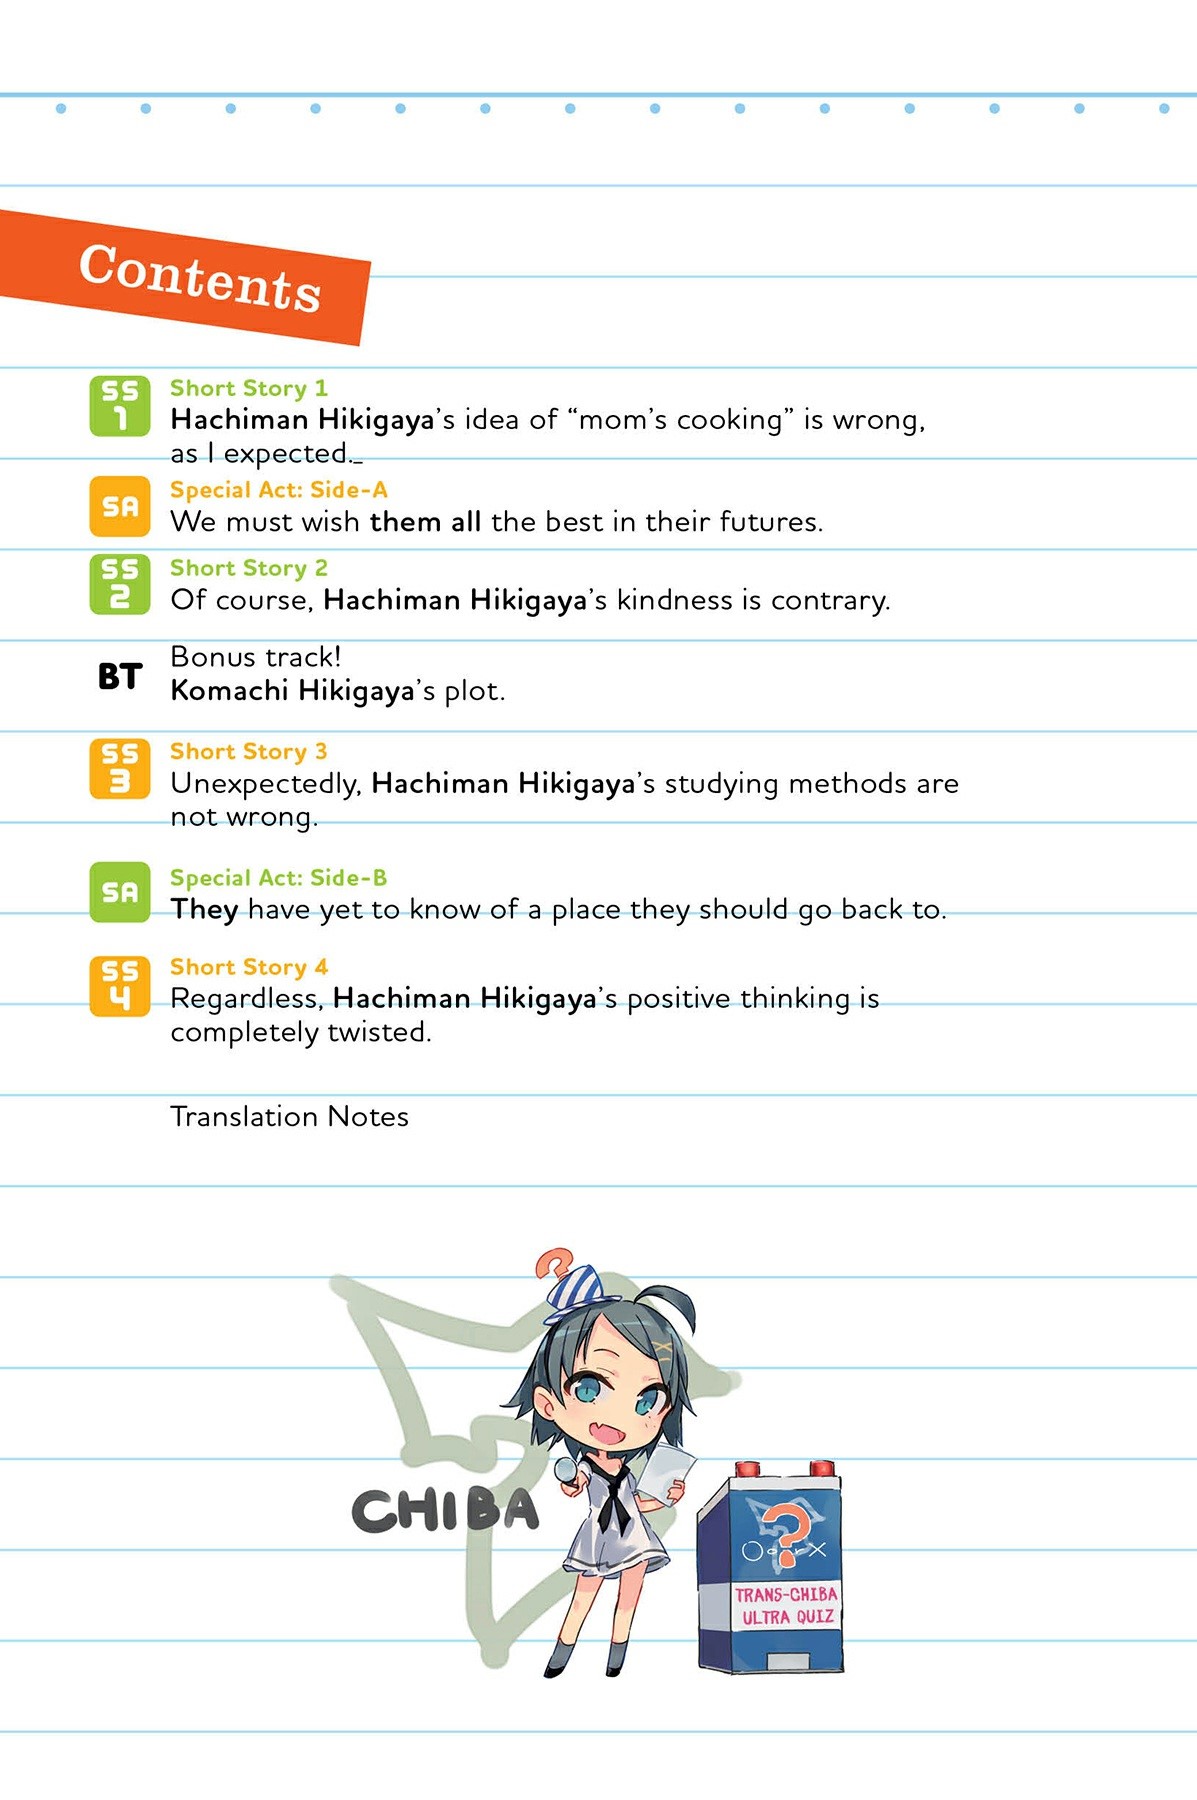 Contents
SS
1
Short Story 1
Hachiman Hikigaya’s idea of “mom’s cooking” is wrong,
as I expected._
SA
Special Act: Side-A
We must wish them all the best in their futures.
SS
2
Short Story 2
Of course, Hachiman Hikigaya’s kindness is contrary.
BT
Bonus track!
Komachi Hikigaya’s plot.
SS
3
Short Story 3
Unexpectedly, Hachiman Hikigaya’s studying methods are
not wrong.
SA
Special Act: Side-B
They have yet to know of a place they should go back to.
SS
4
Short Story 4
Regardless, Hachiman Hikigaya’s positive thinking is
completely twisted.
Translation Notes
?
CHIBA
?
TRANS-CHIBA
ULTRA QUIZ